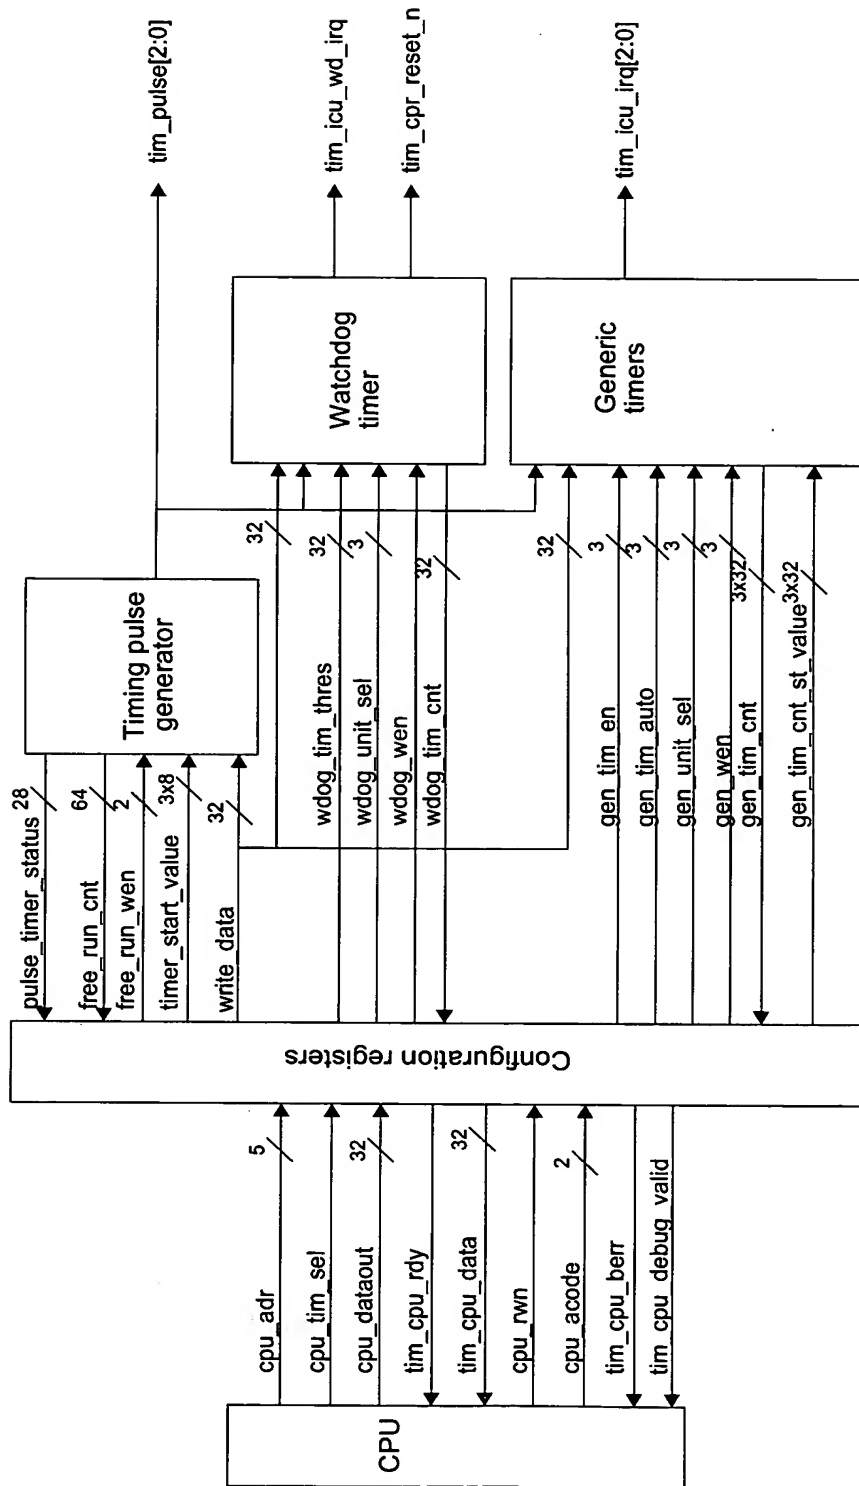 CPU
cpu_adr
5
cpu_tim_sel
cpu_dataout
32
tim_cpu_rdy
tim_cpu_data
32
cpu_rwn
cpu_acode
2
tim_cpu_berr
tim_cpu_debug_valid
Configuration registers
pulse_timer_status
28
free_run_cnt
64
free_run_wen
2
timer_start_value
3x8
write_data
32
Timing pulse
generator
tim_pulse[2:0]
32
wdog_tim_thres
32
wdog_unit_sel
3
wdog_wen
wdog_tim_cnt
32
Watchdog
timer
tim_icu_wd_irq
tim_cpr_reset_n
32
gen_tim_en
3
gen_tim_auto
3
gen_unit_sel
3
gen_wen
3
gen_tim_cnt
3x32
gen_tim_cnt_st_value
3x32
Generic
timers
tim_icu_irq[2:0]